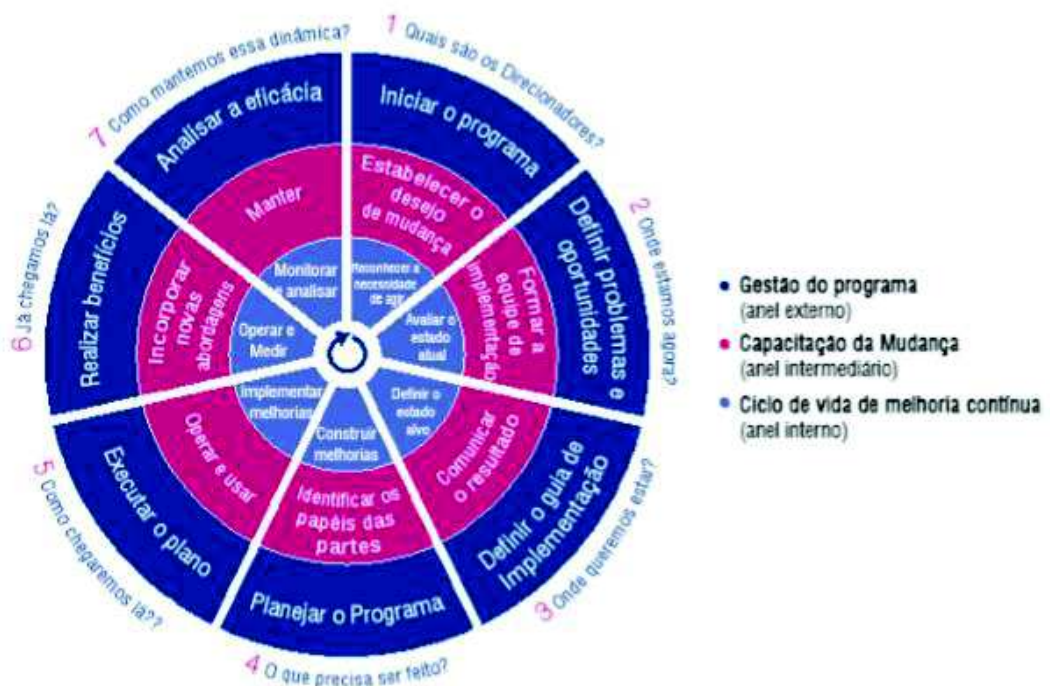 1 Quais são os Direcionadores?
Iniciar o programa
Estabelecer o
desejo
de mudança
Reconhecer a
necessidade
de agir
2 Onde estamos agora?
Definir problemas e
oportunidades
Formar a
equipe de
implementação
Avaliar o
estado
atual
3 Onde queremos estar?
Definir o guia de
Implementação
Comunicar
o resultado
Definir o
estado
alvo
4 O que precisa ser feito?
Planejar o Programa
Identificar os
papéis das
partes
Construir
melhorias
5 Como chegaremos la??
Executar o plano
Operar e usar
Implementar
melhorias
6 Já chegamos lá?
Realizar benefícios
Incorporar
novas
abordagens
Operar e
Medir
7 Como mantemos essa dinâmica?
Analisar a eficácia
Manter
Monitorar
e analisar
Gestão do programa
(anel externo)
Capacitação da Mudança
(anel intermediário)
Ciclo de vida de melhoria contínua
(anel interno)